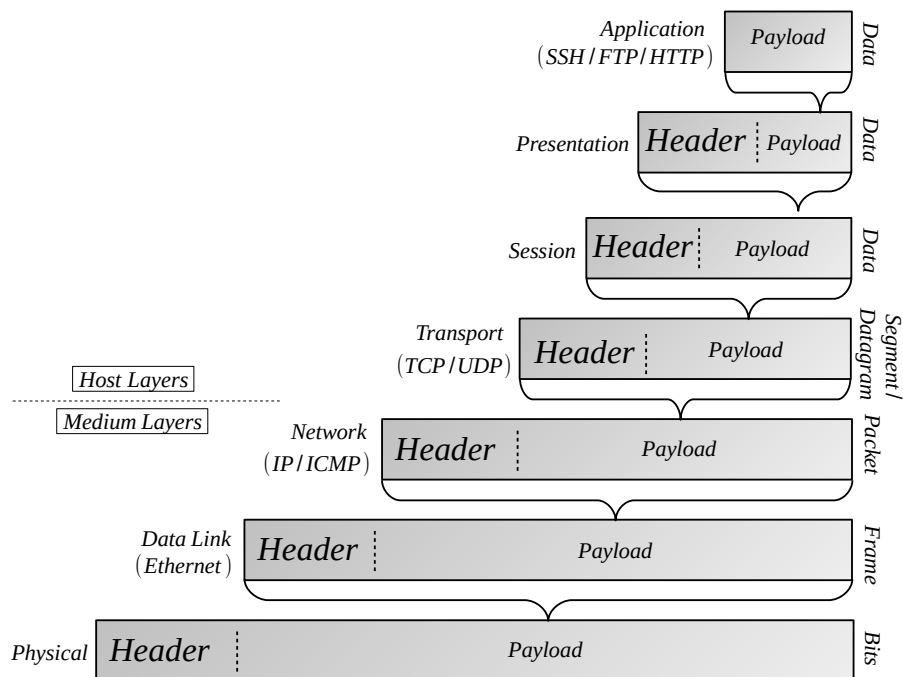 Application
(SSH/FTP/HTTP)
Payload
Data
Presentation
Header
Payload
Data
Session
Header
Payload
Data
Transport
(TCP/UDP)
Header
Payload
Segment/
Datagram
Host Layers
Medium Layers
Network
(IP/ICMP)
Header
Payload
Packet
Data Link
(Ethernet)
Header
Payload
Frame
Physical
Header
Payload
Bits